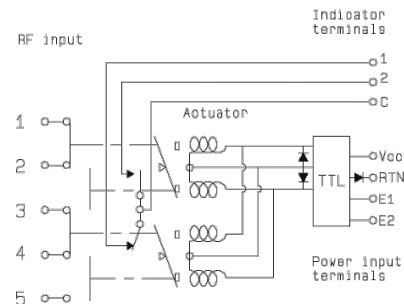 Indicator
terminals
RF input
1
2
C
Actuator
1
2
3
4
5
TTL
Vcc
RTN
E1
E2
Power input
terminals